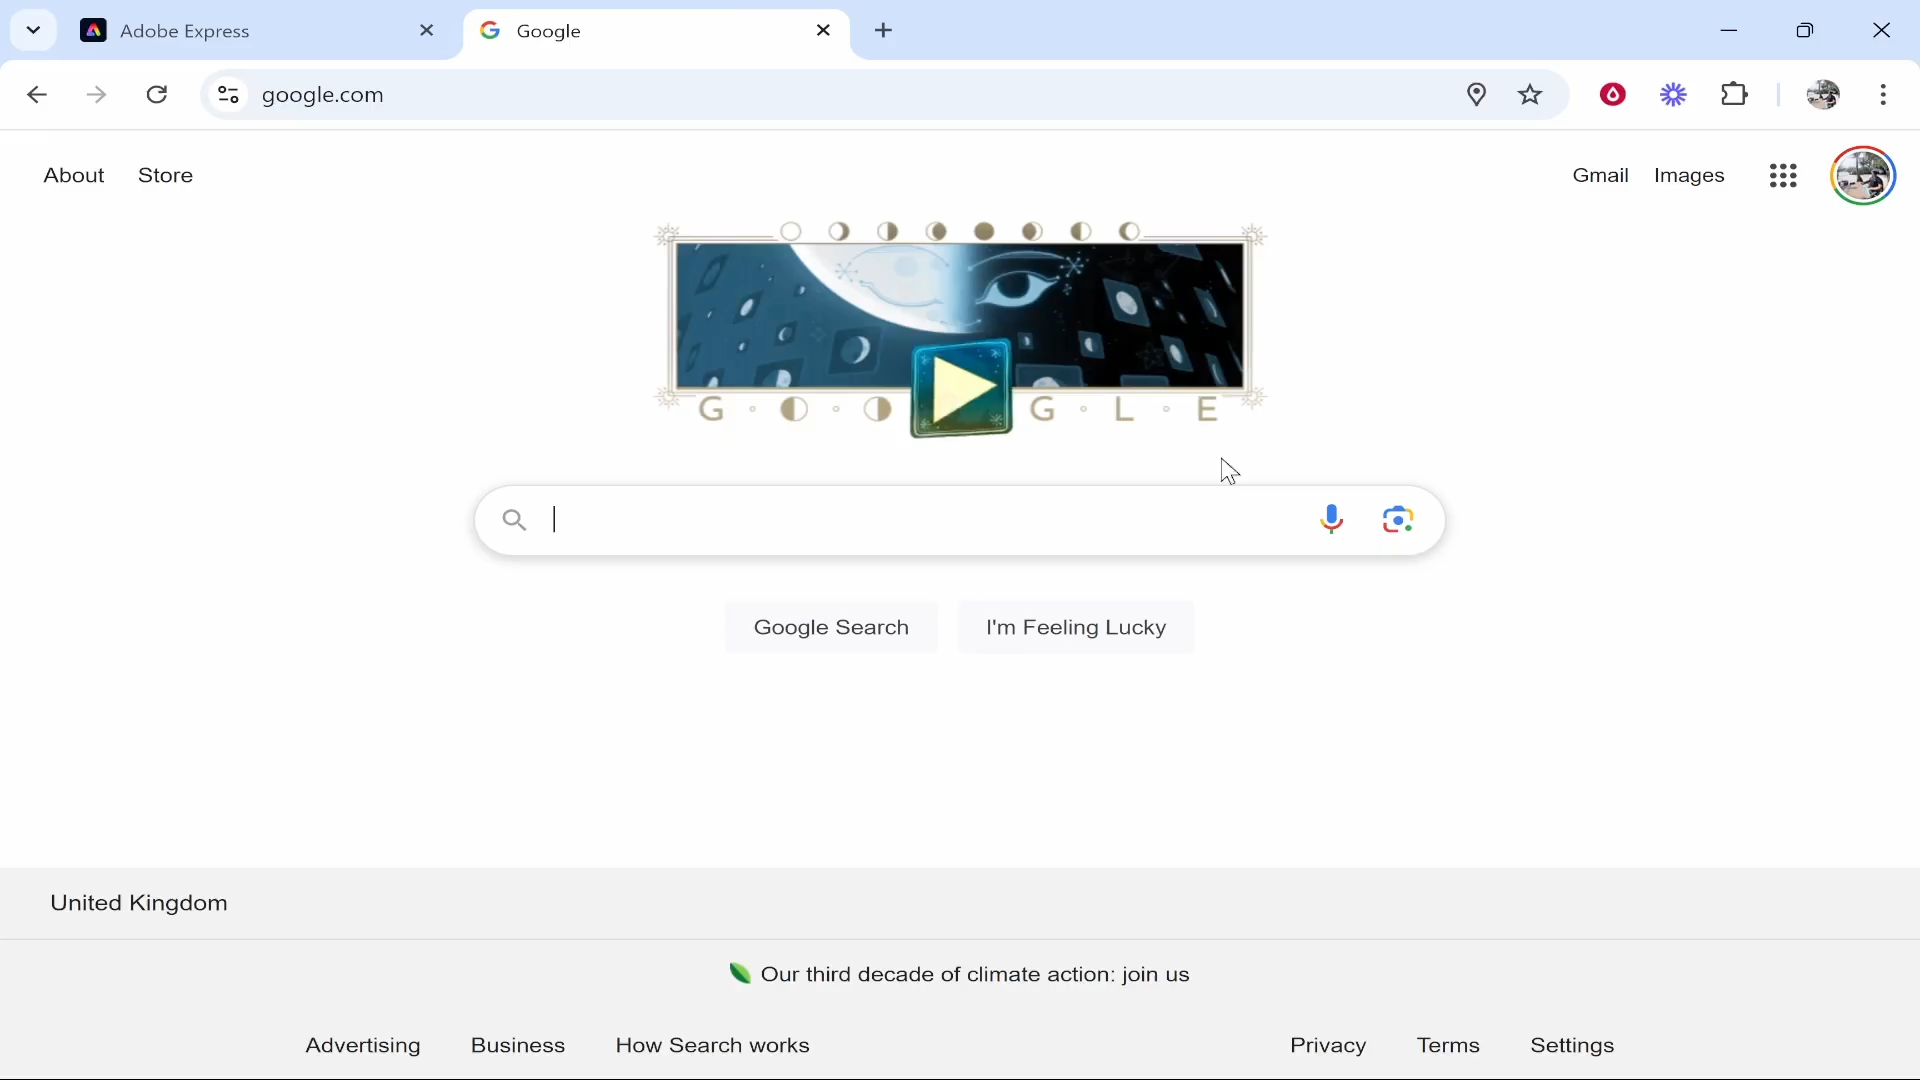 Adobe Express
Google
google.com
About Store
Gmail Images
G O O G L E
Google Search I'm Feeling Lucky
United Kingdom
Our third decade of climate action: join us
Advertising Business How Search works
Privacy Terms Settings